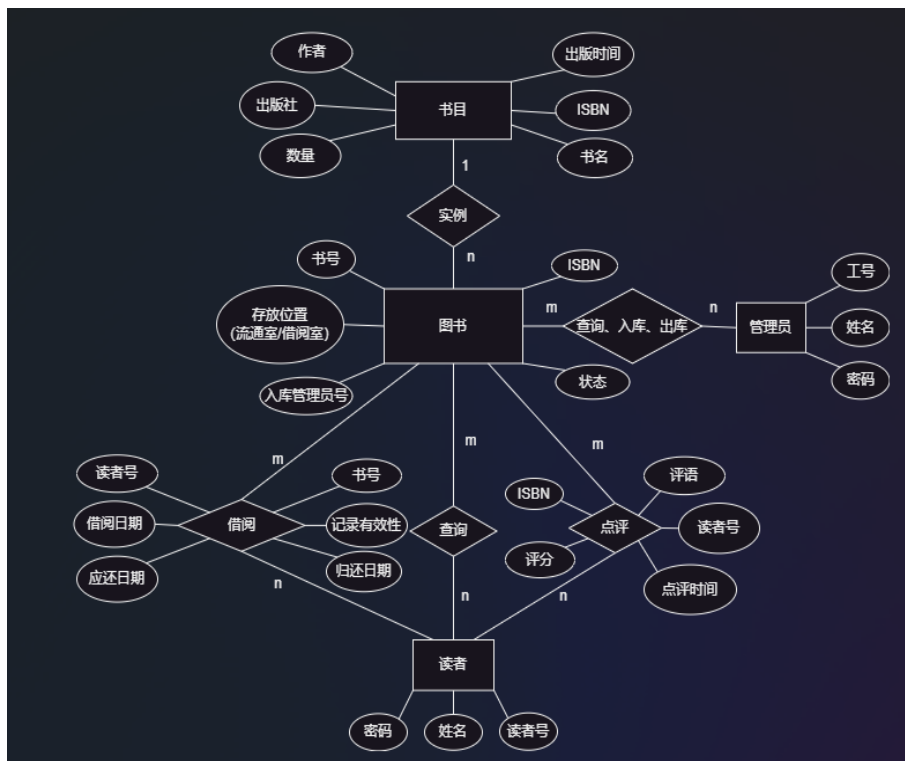 作者
出版时间
出版社
书目
ISBN
数量
书名
1
实例
n
书号
ISBN
存放位置
(流通室/借阅室)
图书
m
查询、入库、出库
n
管理员
工号
姓名
密码
入库管理员号
状态
m
m
m
读者号
书号
借阅日期
借阅
记录有效性
应还日期
归还日期
查询
ISBN
评语
点评
读者号
评分
点评时间
n
n
n
读者
密码
姓名
读者号